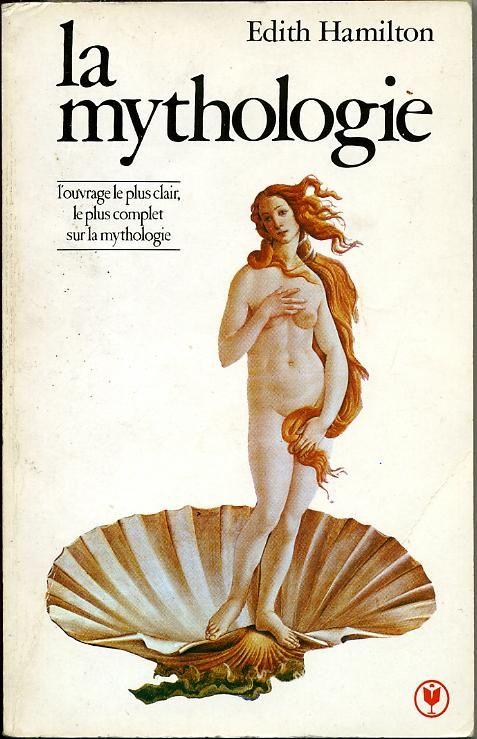 Edith Hamilton
la
mythologie
l'ouvrage le plus clair,
le plus complet
sur la mythologie